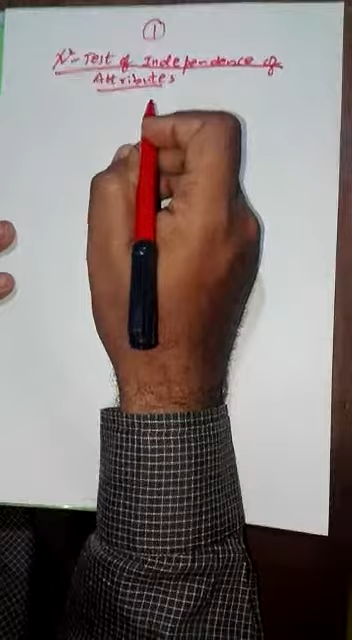 ①
χ²-Test of Independence of
Attributes